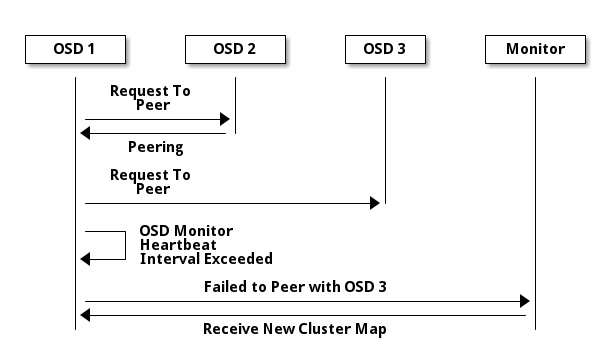 OSD 1 OSD 2 OSD 3 Monitor
Request To
Peer
Peering
Request To
Peer
OSD Monitor
Heartbeat
Interval Exceeded
Failed to Peer with OSD 3
Receive New Cluster Map